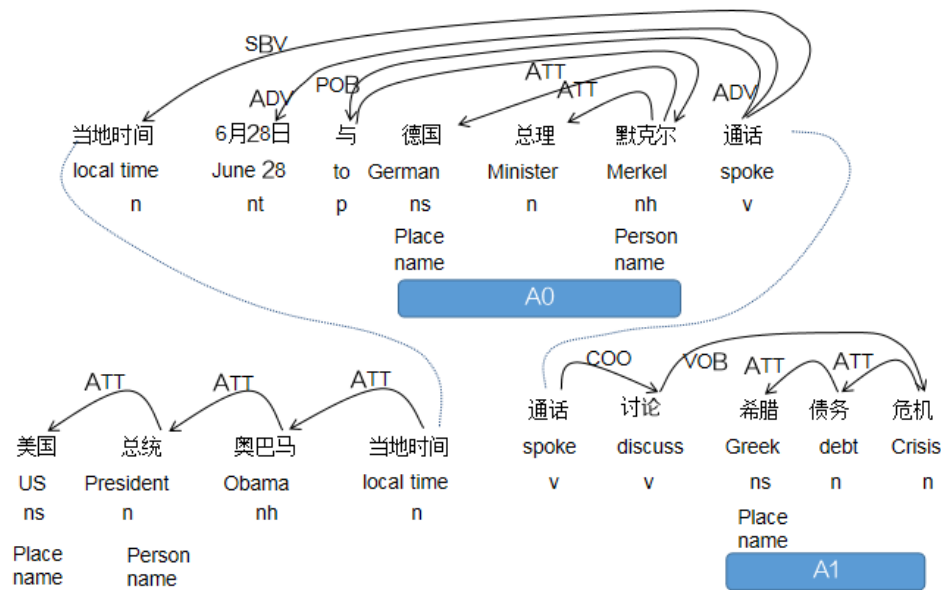 SBV
ATT
POB
ATT
ADV
ADV
当地时间 6月28日 与 德国 总理 默克尔 通话
local time June 28 to German Minister Merkel spoke
n nt p ns n nh v
Place name Person name
A0
COO VOB ATT ATT
ATT ATT ATT
通话 讨论 希腊 债务 危机
美国 总统 奥巴马 当地时间
spoke discuss Greek debt Crisis
US President Obama local time
v v ns n n
ns n nh n
Place name
Place name Person name
A1